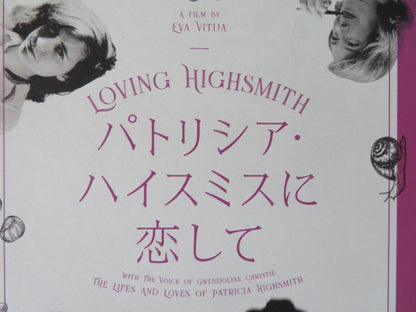 A FILM BY
EVA VITIJA
LOVING HIGHSMITH
パトリシア・
ハイスミスに
恋して
WITH THE VOICE OF GWENDOLINE CHRISTIE
THE LIFES AND LOVES OF PATRICIA HIGHSMITH